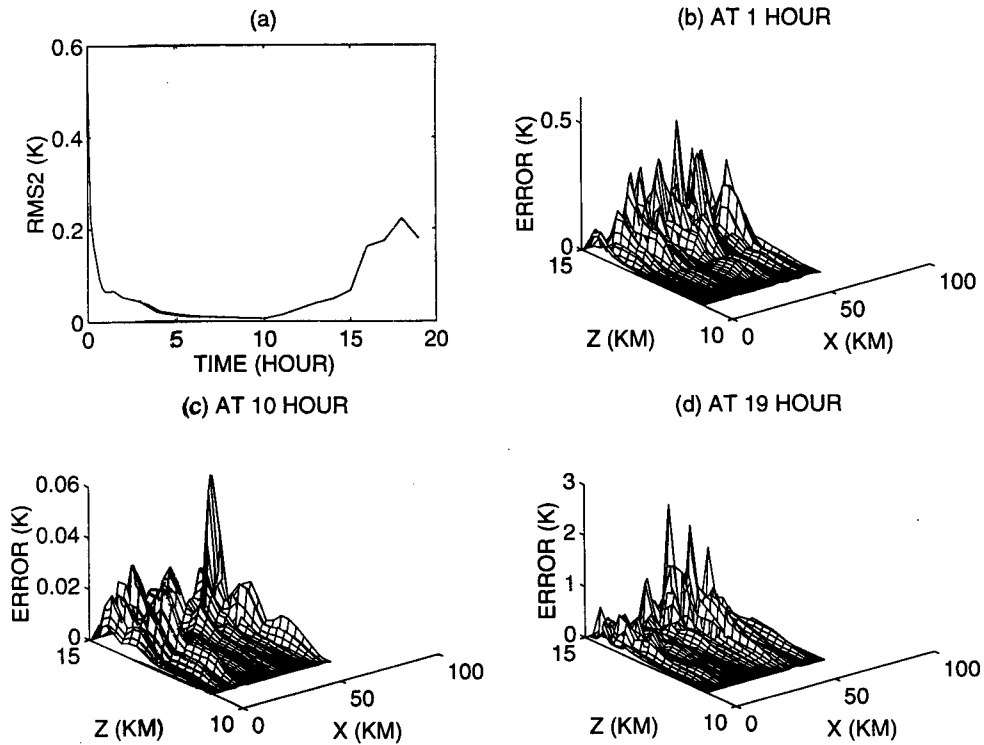 (a)
0.6
0.4
0.2
0
RMS2 (K)
0 5 10 15 20
TIME (HOUR)
(b) AT 1 HOUR
0.5
0
ERROR (K)
15
10
Z (KM)
0
50
100
X (KM)
(c) AT 10 HOUR
0.06
0.04
0.02
0
ERROR (K)
15
10
Z (KM)
0
50
100
X (KM)
(d) AT 19 HOUR
3
2
1
0
ERROR (K)
15
10
Z (KM)
0
50
100
X (KM)